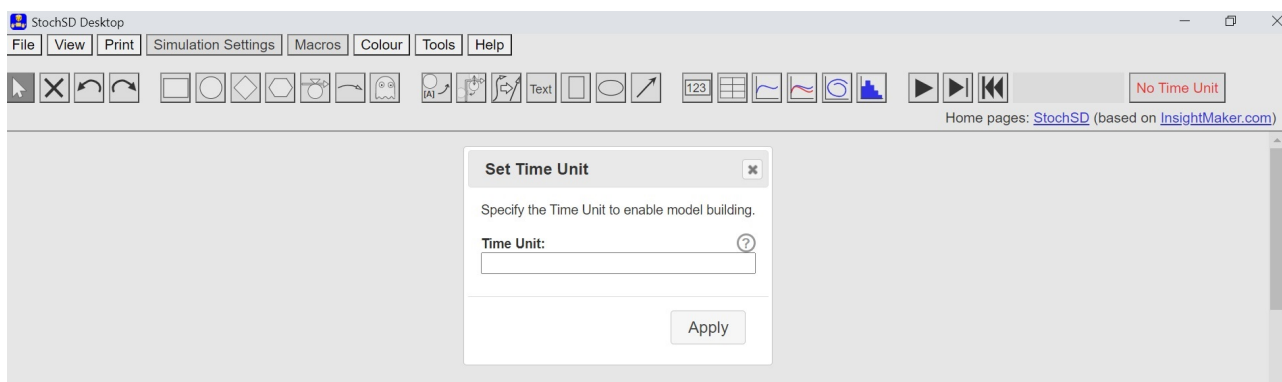 StochSD Desktop
File View Print Simulation Settings Macros Colour Tools Help
[A] Text 123 No Time Unit
Home pages: StochSD (based on InsightMaker.com)
Set Time Unit
Specify the Time Unit to enable model building.
Time Unit: ?
Apply